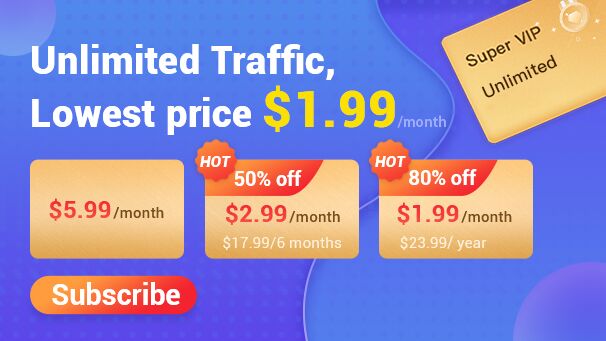 Unlimited Traffic,
Lowest price $1.99/month
Super VIP
Unlimited
$5.99/month
HOT
50% off
$2.99/month
$17.99/6 months
HOT
80% off
$1.99/month
$23.99/ year
Subscribe